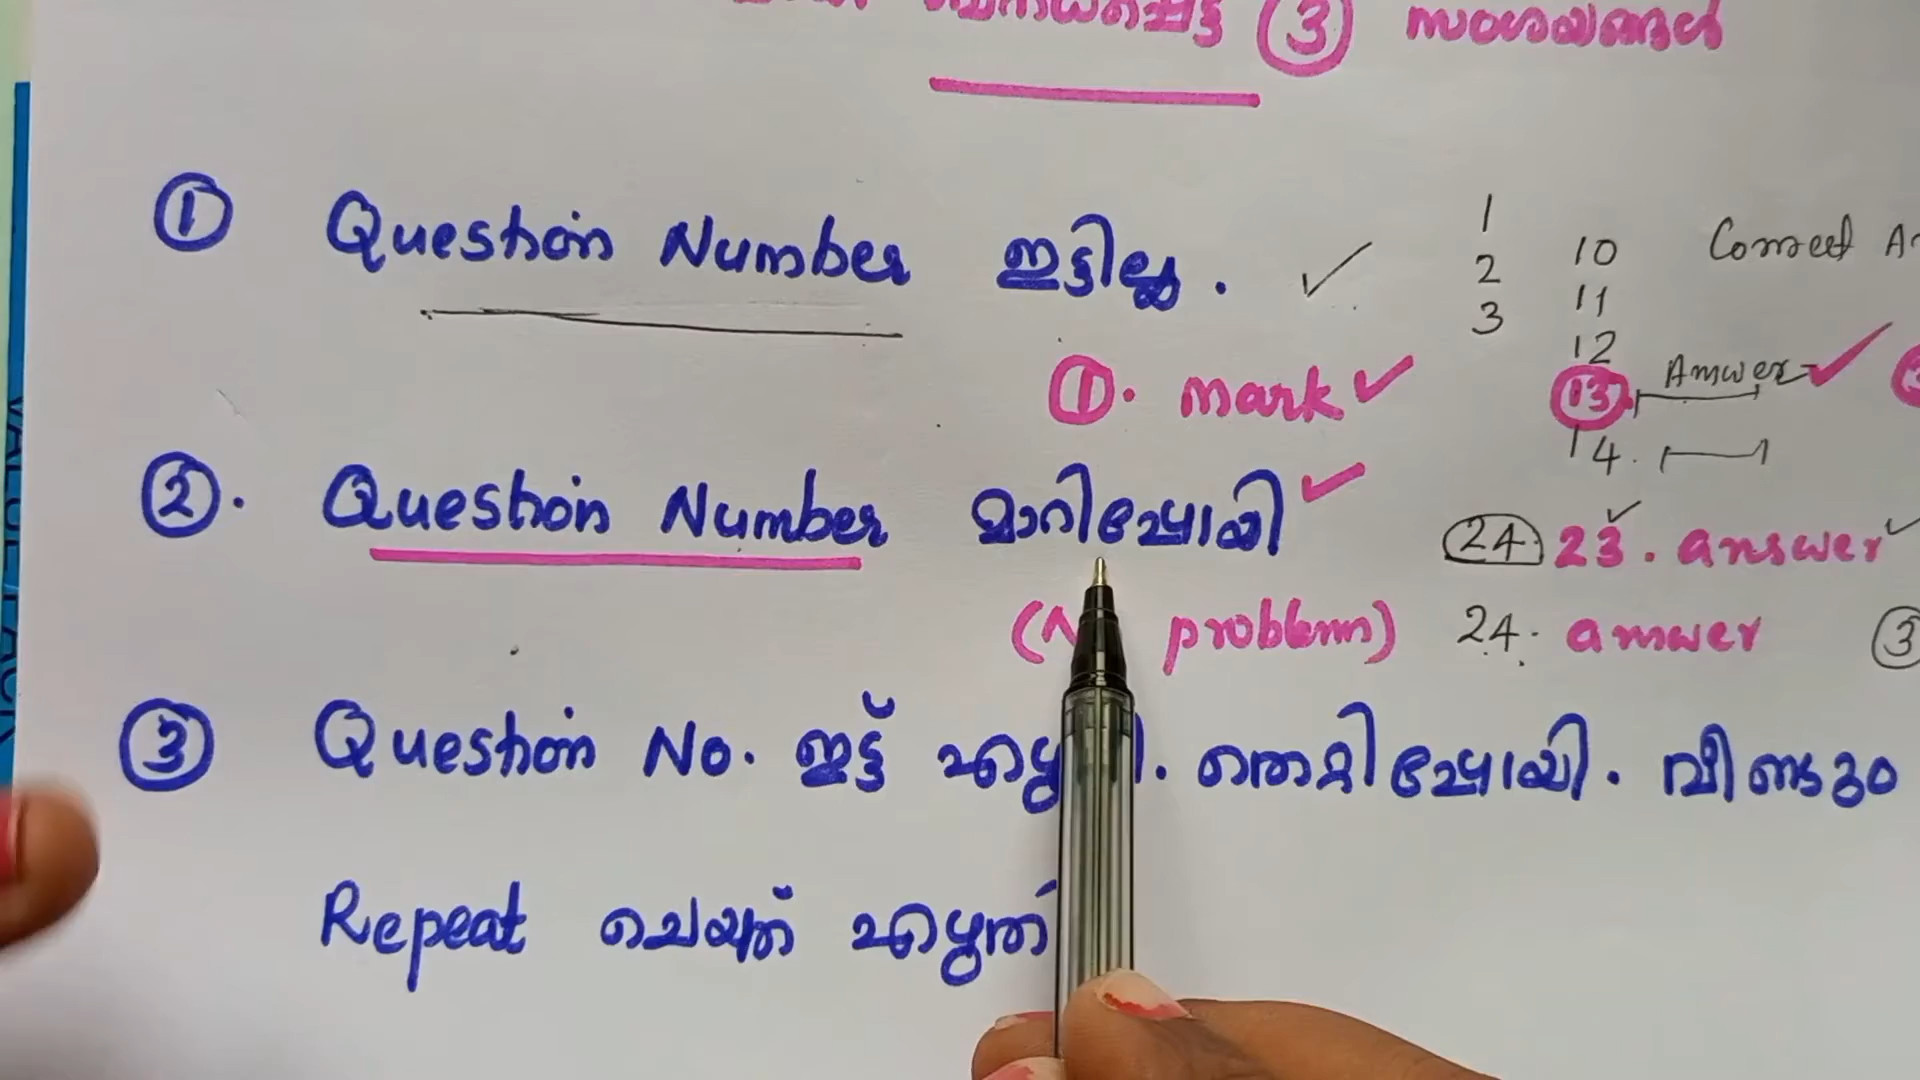 ③ സംശയങ്ങൾ
① Question Number ഇട്ടില്ല. ✓
1
2
3
10
11
12
13. Answer ✓
14.
Correct
①. mark ✓
②. Question Number മാറിപ്പോയി ✓
24. 23. answer ✓
problem)
24. answer
③ Question No. ഇട്ട് തെറ്റിപ്പോയി. വീണ്ടും
Repeat ചെയ്ത്